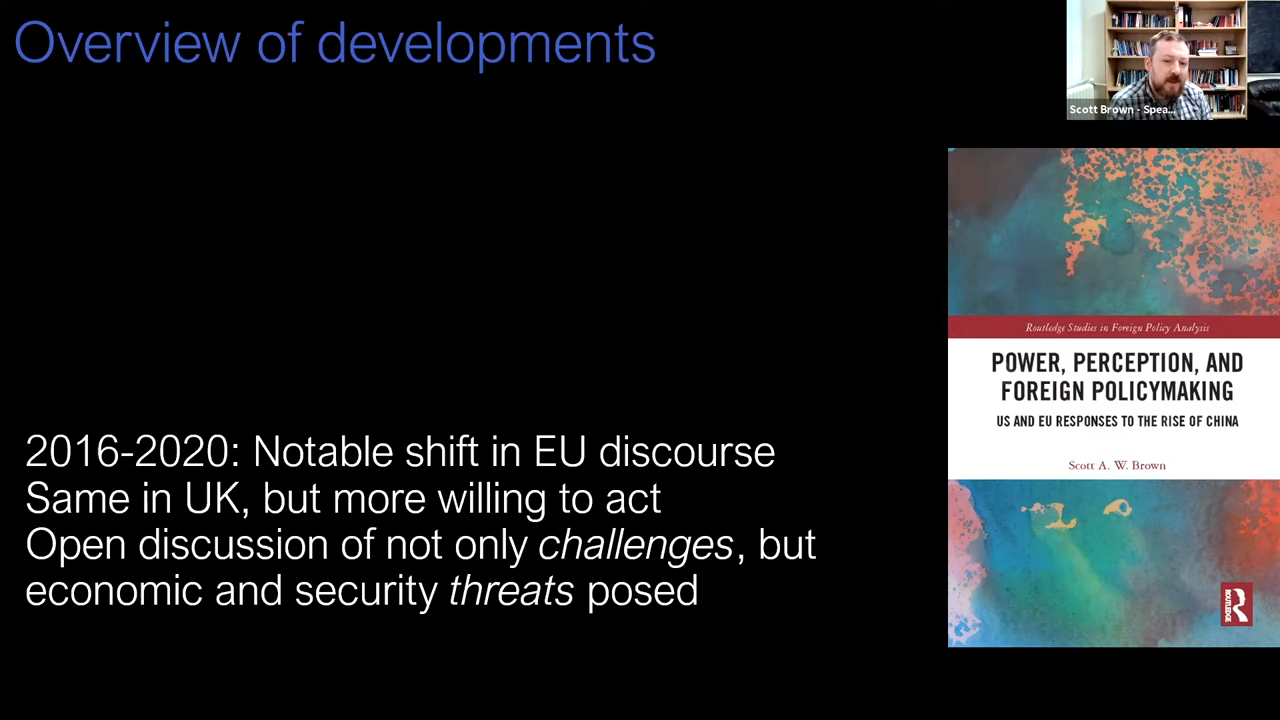 Overview of developments
Scott Brown - Spea...
Routledge Studies in Foreign Policy Analysis
POWER, PERCEPTION, AND
FOREIGN POLICYMAKING
US AND EU RESPONSES TO THE RISE OF CHINA
Scott A. W. Brown
2016-2020: Notable shift in EU discourse
Same in UK, but more willing to act
Open discussion of not only challenges, but
economic and security threats posed
ROUTLEDGE